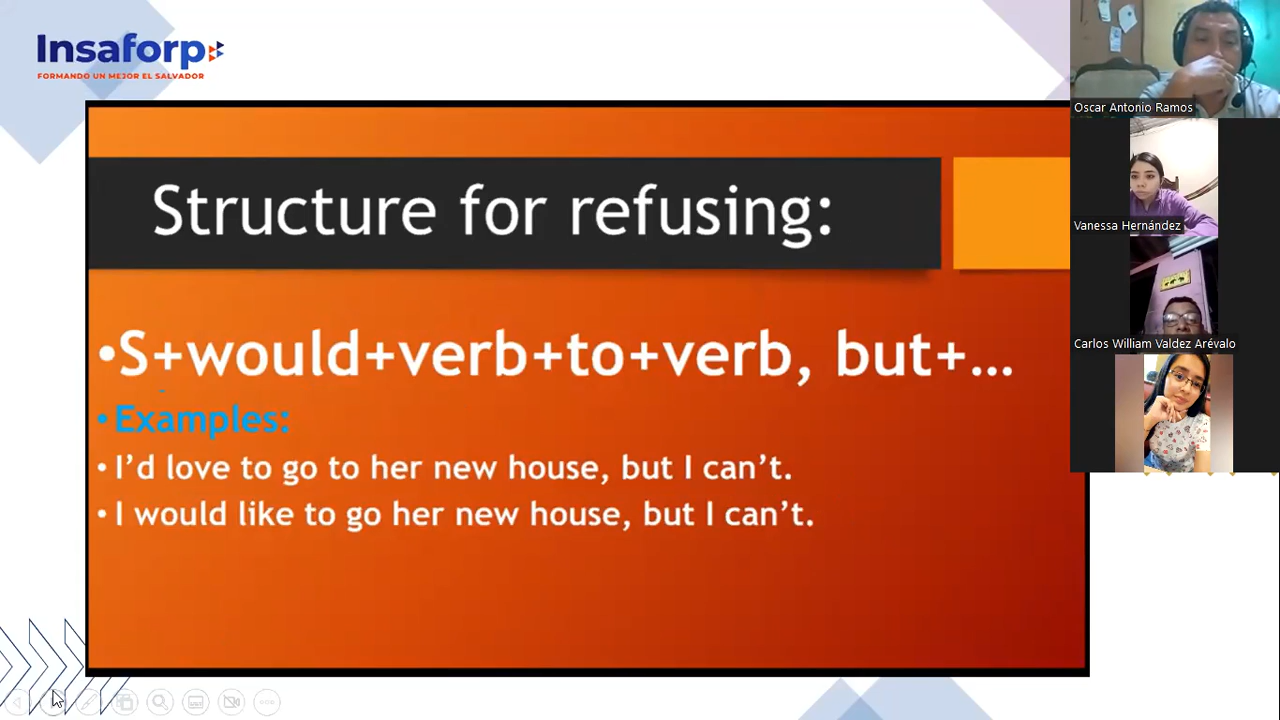 Insaforp
FORMANDO UN MEJOR EL SALVADOR
Structure for refusing:
•S+would+verb+to+verb, but+...
• Examples:
• I'd love to go to her new house, but I can't.
• I would like to go her new house, but I can't.
Oscar Antonio Ramos
Vanessa Hernández
Carlos William Valdez Arévalo